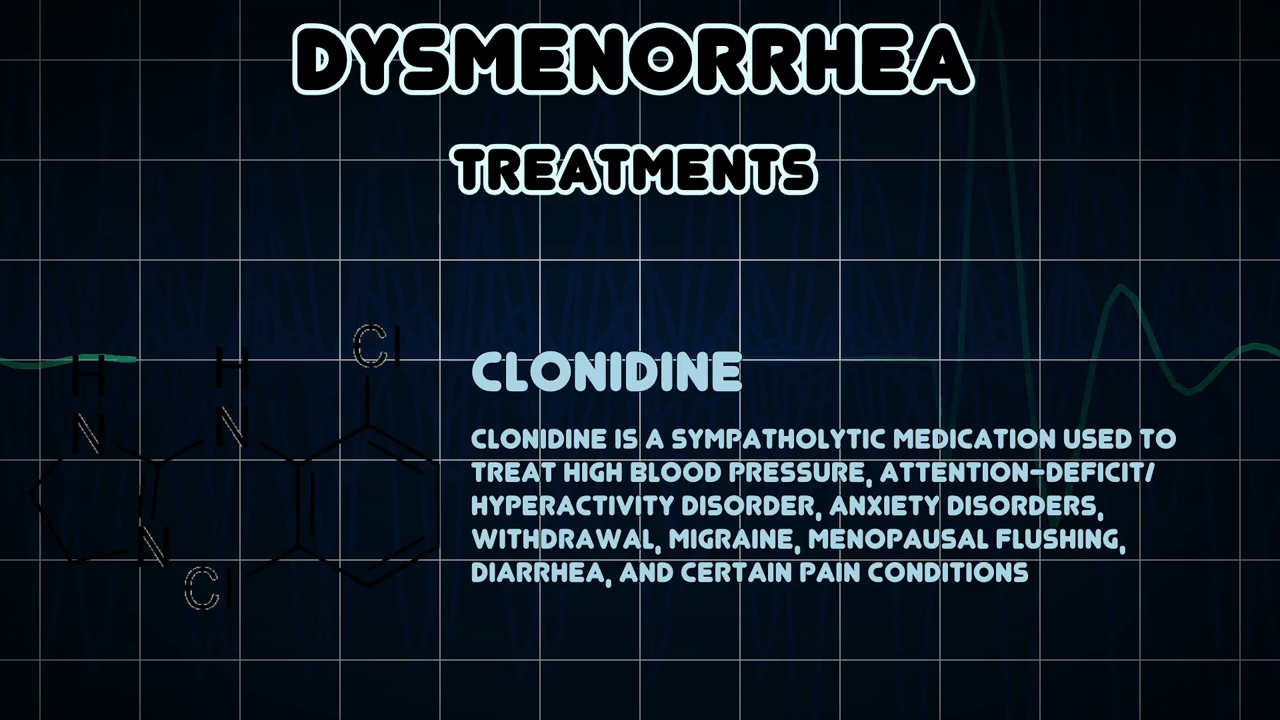 DYSMENORRHEA
TREATMENTS
Cl
H
H
N
N
N
Cl
CLONIDINE
CLONIDINE IS A SYMPATHOLYTIC MEDICATION USED TO
TREAT HIGH BLOOD PRESSURE, ATTENTION-DEFICIT/
HYPERACTIVITY DISORDER, ANXIETY DISORDERS,
WITHDRAWAL, MIGRAINE, MENOPAUSAL FLUSHING,
DIARRHEA, AND CERTAIN PAIN CONDITIONS